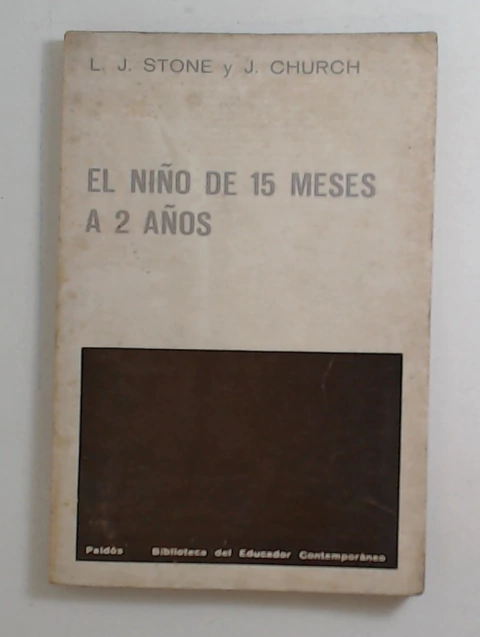 L. J. STONE y J. CHURCH
EL NIÑO DE 15 MESES
A 2 AÑOS
Paidós Biblioteca del Educador Contemporáneo